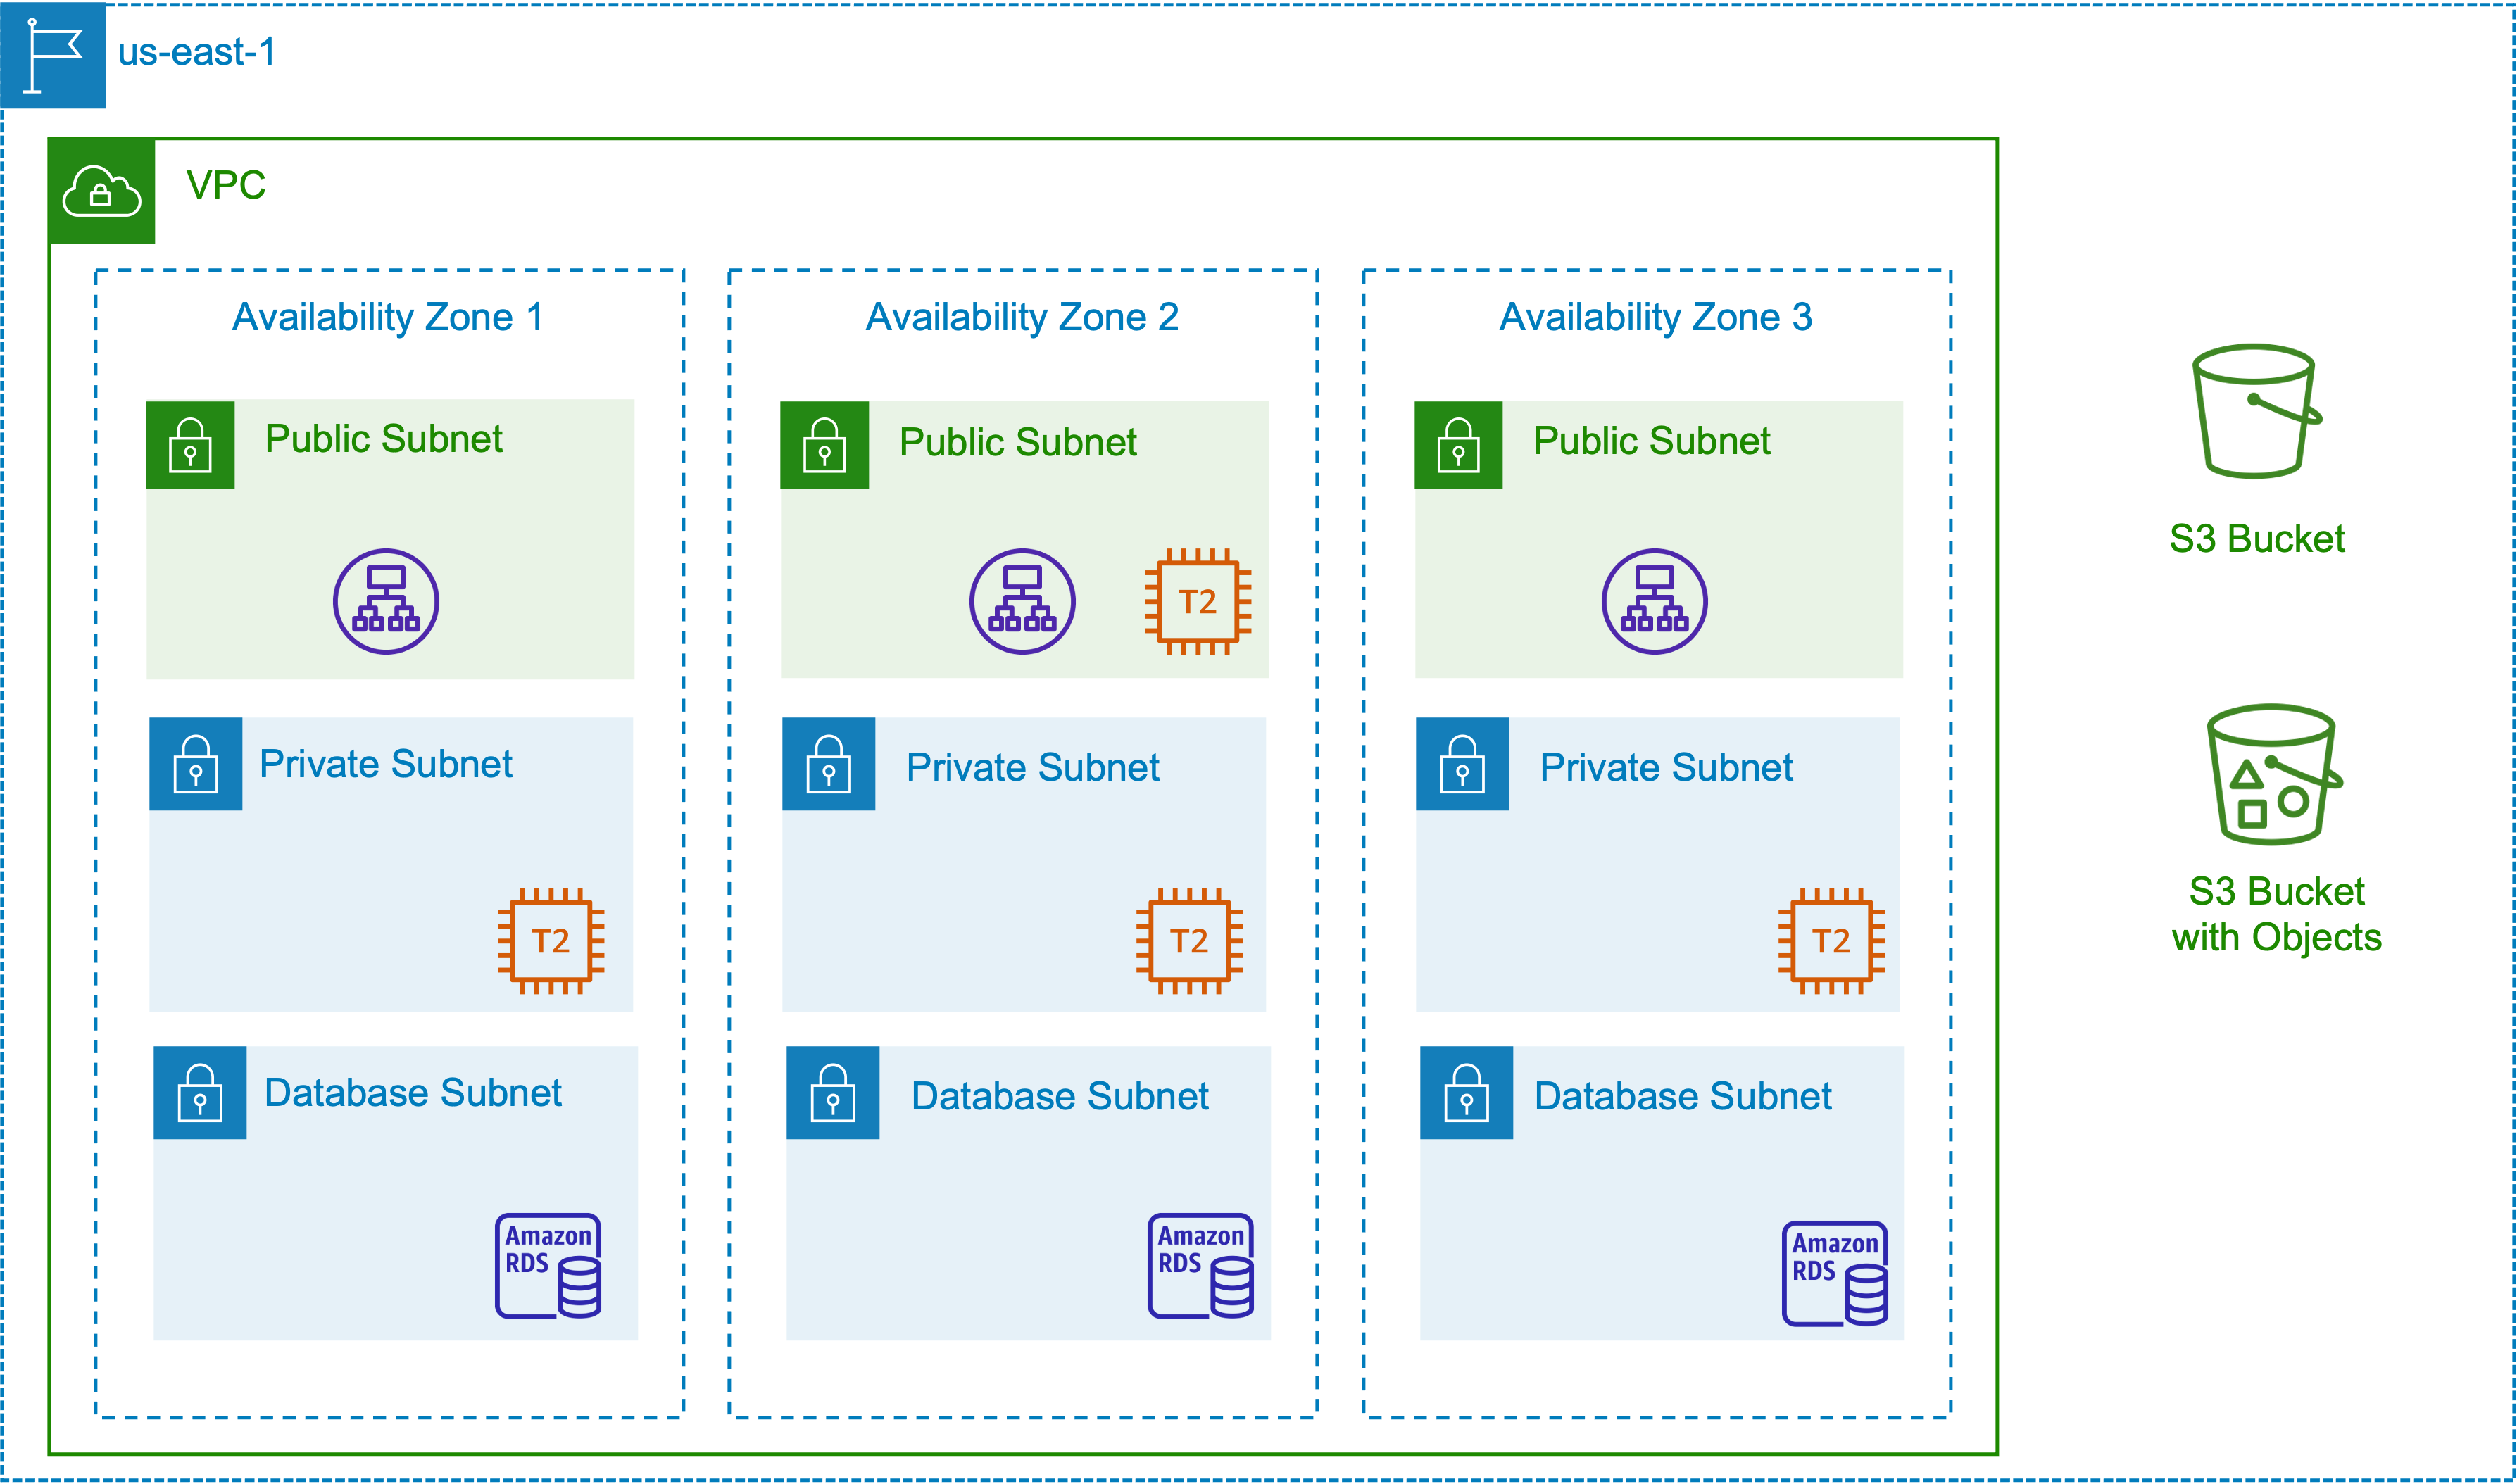 us-east-1
VPC
Availability Zone 1
Availability Zone 2
Availability Zone 3
Public Subnet
Public Subnet
T2
Public Subnet
Private Subnet
T2
Private Subnet
T2
Private Subnet
T2
Database Subnet
Amazon
RDS
Database Subnet
Amazon
RDS
Database Subnet
Amazon
RDS
S3 Bucket
S3 Bucket
with Objects